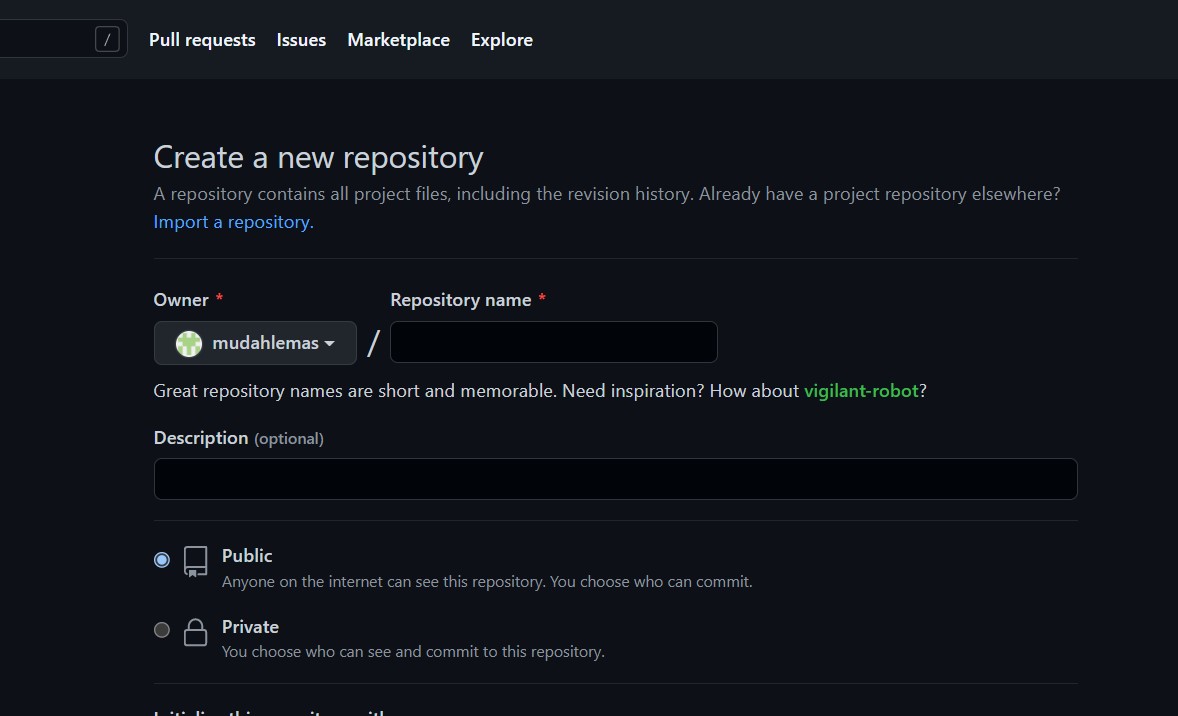 / Pull requests Issues Marketplace Explore
Create a new repository
A repository contains all project files, including the revision history. Already have a project repository elsewhere?
Import a repository.
Owner * Repository name *
mudahlemas /
Great repository names are short and memorable. Need inspiration? How about vigilant-robot?
Description (optional)
Public
Anyone on the internet can see this repository. You choose who can commit.
Private
You choose who can see and commit to this repository.